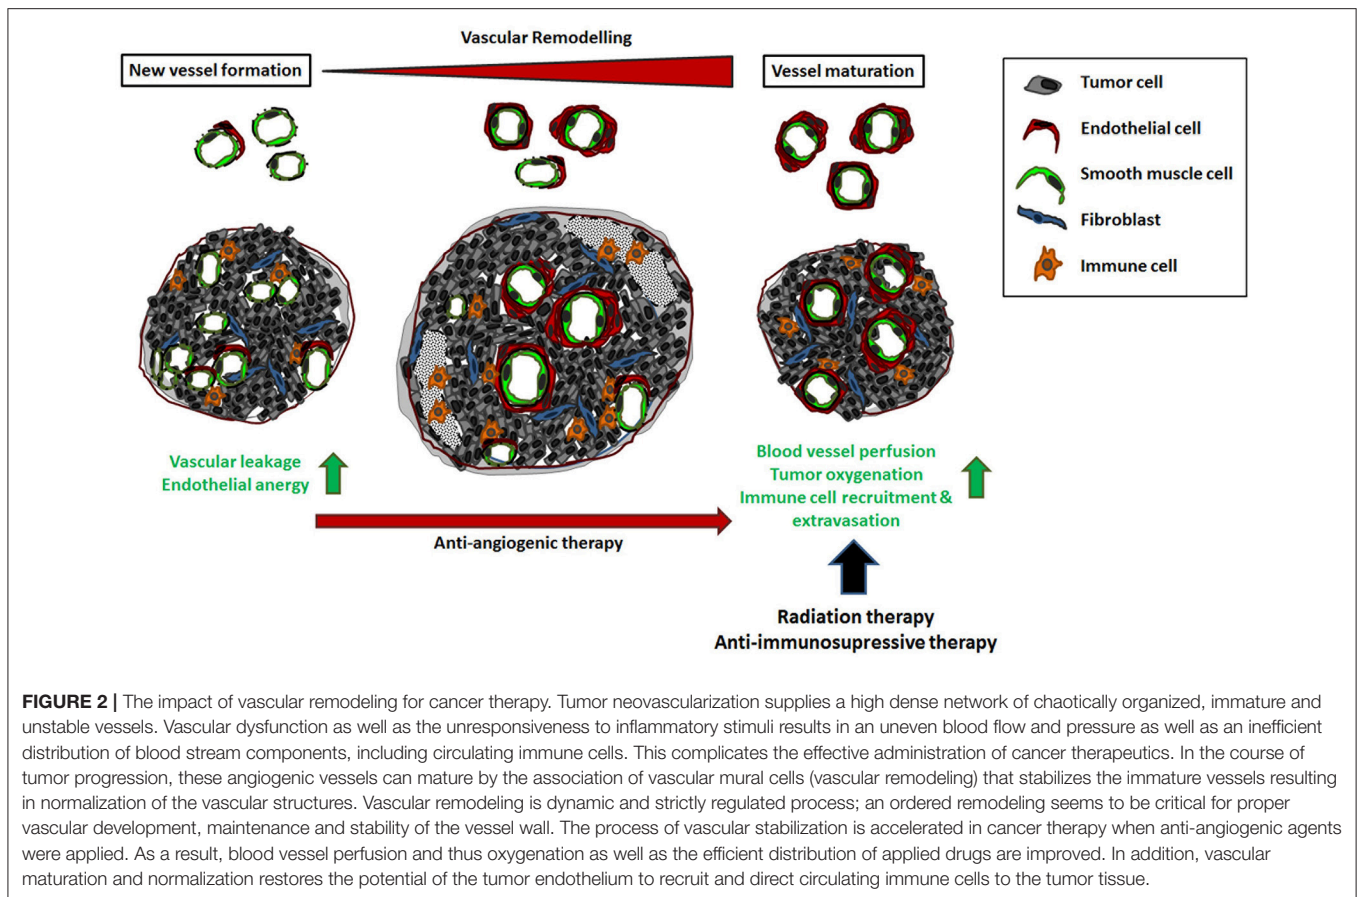 Vascular Remodelling
New vessel formation
Vessel maturation
Tumor cell
Endothelial cell
Smooth muscle cell
Fibroblast
Immune cell
Vascular leakage
Endothelial anergy
Blood vessel perfusion
Tumor oxygenation
Immune cell recruitment &
extravasation
Anti-angiogenic therapy
Radiation therapy
Anti-immunosupressive therapy
FIGURE 2 | The impact of vascular remodeling for cancer therapy. Tumor neovascularization supplies a high dense network of chaotically organized, immature and
unstable vessels. Vascular dysfunction as well as the unresponsiveness to inflammatory stimuli results in an uneven blood flow and pressure as well as an inefficient
distribution of blood stream components, including circulating immune cells. This complicates the effective administration of cancer therapeutics. In the course of
tumor progression, these angiogenic vessels can mature by the association of vascular mural cells (vascular remodeling) that stabilizes the immature vessels resulting
in normalization of the vascular structures. Vascular remodeling is dynamic and strictly regulated process; an ordered remodeling seems to be critical for proper
vascular development, maintenance and stability of the vessel wall. The process of vascular stabilization is accelerated in cancer therapy when anti-angiogenic agents
were applied. As a result, blood vessel perfusion and thus oxygenation as well as the efficient distribution of applied drugs are improved. In addition, vascular
maturation and normalization restores the potential of the tumor endothelium to recruit and direct circulating immune cells to the tumor tissue.